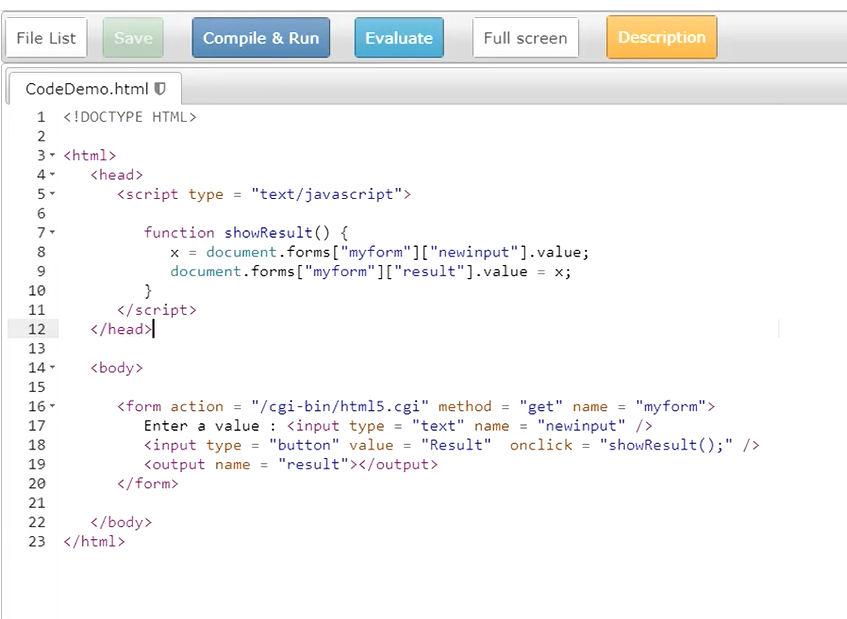 File List Save Compile & Run Evaluate Full screen Description
CodeDemo.html
1 <!DOCTYPE HTML>
2
3 <html>
4 <head>
5 <script type = "text/javascript">
6
7 function showResult() {
8 x = document.forms["myform"]["newinput"].value;
9 document.forms["myform"]["result"].value = x;
10 }
11 </script>
12 </head>
13
14 <body>
15
16 <form action = "/cgi-bin/html5.cgi" method = "get" name = "myform">
17 Enter a value : <input type = "text" name = "newinput" />
18 <input type = "button" value = "Result"  onclick = "showResult();" />
19 <output name = "result"></output>
20 </form>
21
22 </body>
23 </html>